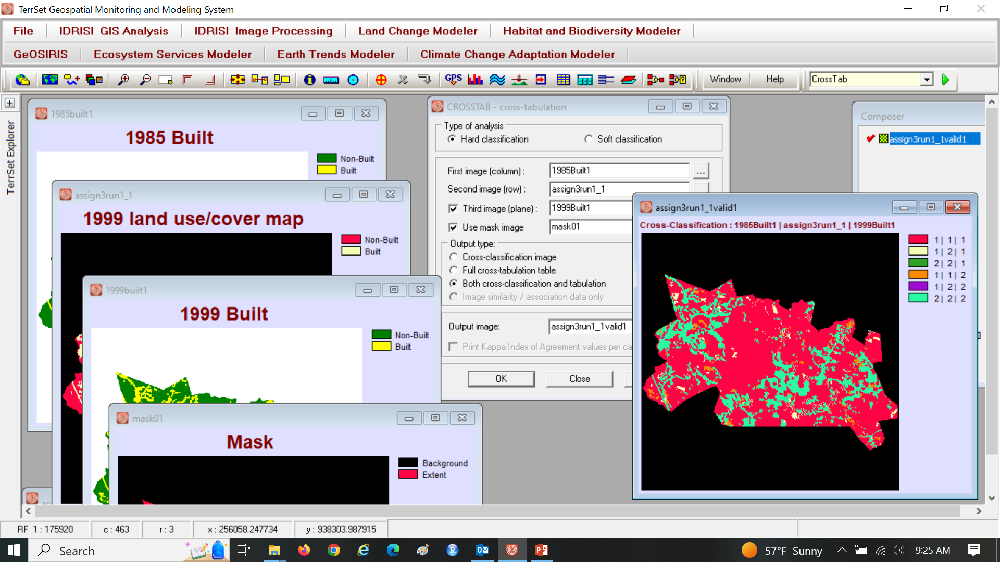 TerrSet Geospatial Monitoring and Modeling System
File
IDRISI GIS Analysis
IDRISI Image Processing
Land Change Modeler
Habitat and Biodiversity Modeler
GeOSIRIS
Ecosystem Services Modeler
Earth Trends Modeler
Climate Change Adaptation Modeler
GPS
Window
Help
CrossTab
TerrSet Explorer
1985built1
1985 Built
Non-Built
Built
assign3run1_1
1999 land use/cover map
Non-Built
Built
1999built1
1999 Built
Non-Built
Built
mask01
Mask
Background
Extent
CROSSTAB - cross-tabulation
Type of analysis
Hard classification
Soft classification
First image (column) :
1985Built1
...
Second image (row) :
assign3run1_1
Third image (plane) :
1999Built1
Use mask image
mask01
Output type:
Cross-classification image
Full cross-tabulation table
Both cross-classification and tabulation
Image similarity / association data only
Output image:
assign3run1_1valid1
Print Kappa Index of Agreement values per ca
OK
Close
Composer
assign3run1_1valid1
assign3run1_1valid1
Cross-Classification : 1985Built1 | assign3run1_1 | 1999Built1
1 | 1 | 1
1 | 2 | 1
2 | 2 | 1
1 | 1 | 2
1 | 2 | 2
2 | 2 | 2
RF 1 : 175920
c : 463
r : 3
x : 256058.247734
y : 938303.987915
Search
57°F Sunny
9:25 AM